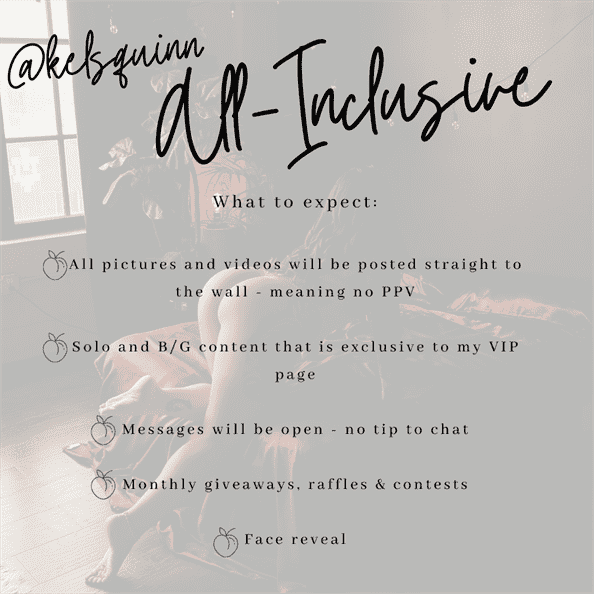 @kelsquinn
All-Inclusive
What to expect:
All pictures and videos will be posted straight to
the wall - meaning no PPV
Solo and B/G content that is exclusive to my VIP
page
Messages will be open - no tip to chat
Monthly giveaways, raffles & contests
Face reveal